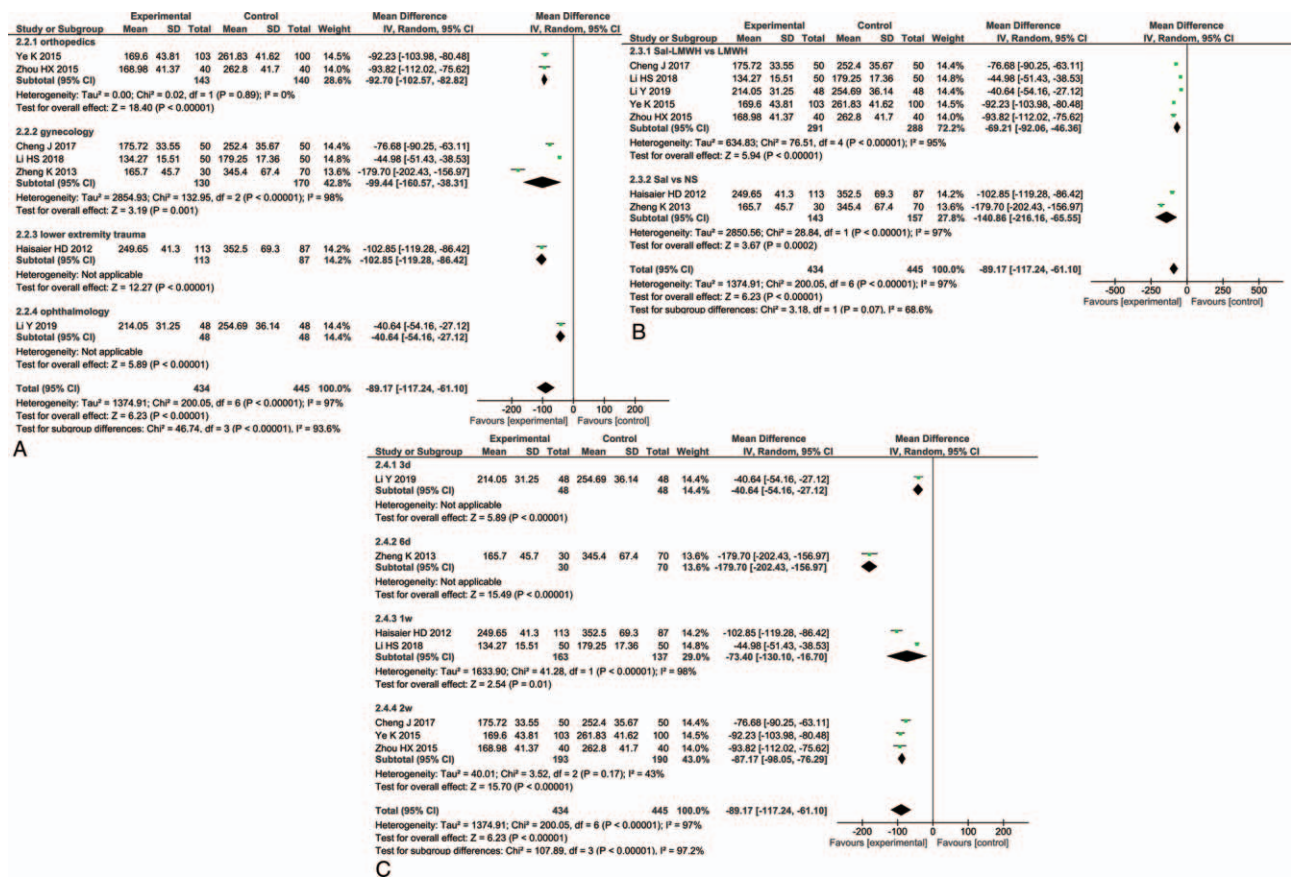 Experimental Control Mean Difference Mean Difference
Study or Subgroup Mean SD Total Mean SD Total Weight IV, Random, 95% CI IV, Random, 95% CI
2.2.1 orthopedics
Ye K 2015 169.6 43.81 103 261.83 41.62 100 14.5% -92.23 [-103.98, -80.48]
Zhou HX 2015 168.98 41.37 40 262.8 41.7 40 14.0% -93.82 [-112.02, -75.62]
Subtotal (95% CI) 143 140 28.6% -92.70 [-102.57, -82.82]
Heterogeneity: Tau² = 0.00; Chi² = 0.02, df = 1 (P = 0.89); I² = 0%
Test for overall effect: Z = 18.40 (P < 0.00001)
2.2.2 gynecology
Cheng J 2017 175.72 33.55 50 252.4 35.67 50 14.4% -76.68 [-90.25, -63.11]
Li HS 2018 134.27 15.51 50 179.25 17.36 50 14.8% -44.98 [-51.43, -38.53]
Zheng K 2013 165.7 45.7 30 345.4 67.4 70 13.6% -179.70 [-202.43, -156.97]
Subtotal (95% CI) 130 170 42.8% -99.44 [-160.57, -38.31]
Heterogeneity: Tau² = 2854.93; Chi² = 132.95, df = 2 (P < 0.00001); I² = 98%
Test for overall effect: Z = 3.19 (P = 0.001)
2.2.3 lower extremity trauma
Haisaier HD 2012 249.65 41.3 113 352.5 69.3 87 14.2% -102.85 [-119.28, -86.42]
Subtotal (95% CI) 113 87 14.2% -102.85 [-119.28, -86.42]
Heterogeneity: Not applicable
Test for overall effect: Z = 12.27 (P < 0.00001)
2.2.4 ophthalmology
Li Y 2019 214.05 31.25 48 254.69 36.14 48 14.4% -40.64 [-54.16, -27.12]
Subtotal (95% CI) 48 48 14.4% -40.64 [-54.16, -27.12]
Heterogeneity: Not applicable
Test for overall effect: Z = 5.89 (P < 0.00001)
Total (95% CI) 434 445 100.0% -89.17 [-117.24, -61.10]
Heterogeneity: Tau² = 1374.91; Chi² = 200.05, df = 6 (P < 0.00001); I² = 97%
Test for overall effect: Z = 6.23 (P < 0.00001)
Test for subgroup differences: Chi² = 46.74, df = 3 (P < 0.00001), I² = 93.6%
-200 -100 0 100 200
Favours [experimental] Favours [control]
A
Experimental Control Mean Difference Mean Difference
Study or Subgroup Mean SD Total Mean SD Total Weight IV, Random, 95% CI IV, Random, 95% CI
2.3.1 Sal-LMWH vs LMWH
Cheng J 2017 175.72 33.55 50 252.4 35.67 50 14.4% -76.68 [-90.25, -63.11]
Li HS 2018 134.27 15.51 50 179.25 17.36 50 14.8% -44.98 [-51.43, -38.53]
Li Y 2019 214.05 31.25 48 254.69 36.14 48 14.4% -40.64 [-54.16, -27.12]
Ye K 2015 169.6 43.81 103 261.83 41.62 100 14.5% -92.23 [-103.98, -80.48]
Zhou HX 2015 168.98 41.37 40 262.8 41.7 40 14.0% -93.82 [-112.02, -75.62]
Subtotal (95% CI) 291 288 72.2% -69.21 [-92.06, -46.36]
Heterogeneity: Tau² = 634.83; Chi² = 76.51, df = 4 (P < 0.00001); I² = 95%
Test for overall effect: Z = 5.94 (P < 0.00001)
2.3.2 Sal vs NS
Haisaier HD 2012 249.65 41.3 113 352.5 69.3 87 14.2% -102.85 [-119.28, -86.42]
Zheng K 2013 165.7 45.7 30 345.4 67.4 70 13.6% -179.70 [-202.43, -156.97]
Subtotal (95% CI) 143 157 27.8% -140.86 [-216.16, -65.55]
Heterogeneity: Tau² = 2850.56; Chi² = 28.84, df = 1 (P < 0.00001); I² = 97%
Test for overall effect: Z = 3.67 (P = 0.0002)
Total (95% CI) 434 445 100.0% -89.17 [-117.24, -61.10]
Heterogeneity: Tau² = 1374.91; Chi² = 200.05, df = 6 (P < 0.00001); I² = 97%
Test for overall effect: Z = 6.23 (P < 0.00001)
Test for subgroup differences: Chi² = 3.18, df = 1 (P = 0.07), I² = 68.6%
-500 -250 0 250 500
Favours [experimental] Favours [control]
B
Experimental Control Mean Difference Mean Difference
Study or Subgroup Mean SD Total Mean SD Total Weight IV, Random, 95% CI IV, Random, 95% CI
2.4.1 3d
Li Y 2019 214.05 31.25 48 254.69 36.14 48 14.4% -40.64 [-54.16, -27.12]
Subtotal (95% CI) 48 48 14.4% -40.64 [-54.16, -27.12]
Heterogeneity: Not applicable
Test for overall effect: Z = 5.89 (P < 0.00001)
2.4.2 6d
Zheng K 2013 165.7 45.7 30 345.4 67.4 70 13.6% -179.70 [-202.43, -156.97]
Subtotal (95% CI) 30 70 13.6% -179.70 [-202.43, -156.97]
Heterogeneity: Not applicable
Test for overall effect: Z = 15.49 (P < 0.00001)
2.4.3 1w
Haisaier HD 2012 249.65 41.3 113 352.5 69.3 87 14.2% -102.85 [-119.28, -86.42]
Li HS 2018 134.27 15.51 50 179.25 17.36 50 14.8% -44.98 [-51.43, -38.53]
Subtotal (95% CI) 163 137 29.0% -73.40 [-130.10, -16.70]
Heterogeneity: Tau² = 1633.90; Chi² = 41.28, df = 1 (P < 0.00001); I² = 98%
Test for overall effect: Z = 2.54 (P = 0.01)
2.4.4 2w
Cheng J 2017 175.72 33.55 50 252.4 35.67 50 14.4% -76.68 [-90.25, -63.11]
Ye K 2015 169.6 43.81 103 261.83 41.62 100 14.5% -92.23 [-103.98, -80.48]
Zhou HX 2015 168.98 41.37 40 262.8 41.7 40 14.0% -93.82 [-112.02, -75.62]
Subtotal (95% CI) 193 190 43.0% -87.17 [-98.05, -76.29]
Heterogeneity: Tau² = 40.01; Chi² = 3.52, df = 2 (P = 0.17); I² = 43%
Test for overall effect: Z = 15.70 (P < 0.00001)
Total (95% CI) 434 445 100.0% -89.17 [-117.24, -61.10]
Heterogeneity: Tau² = 1374.91; Chi² = 200.05, df = 6 (P < 0.00001); I² = 97%
Test for overall effect: Z = 6.23 (P < 0.00001)
Test for subgroup differences: Chi² = 107.89, df = 3 (P < 0.00001), I² = 97.2%
-200 -100 0 100 200
Favours [experimental] Favours [control]
C